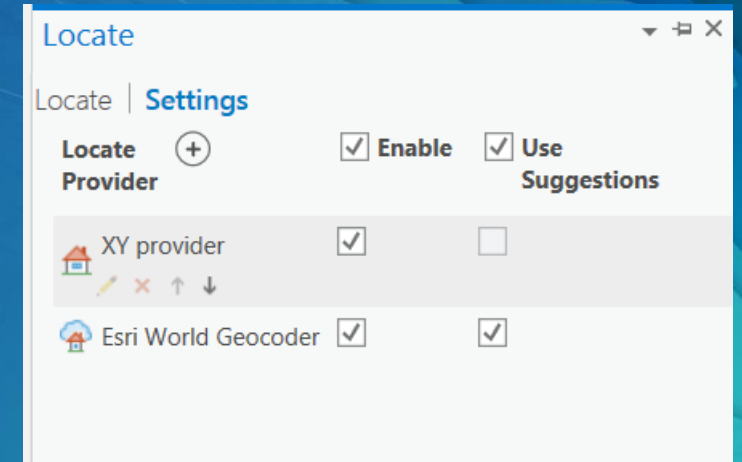 Locate
Locate | Settings
Locate Provider
Enable
Use Suggestions
XY provider
Esri World Geocoder